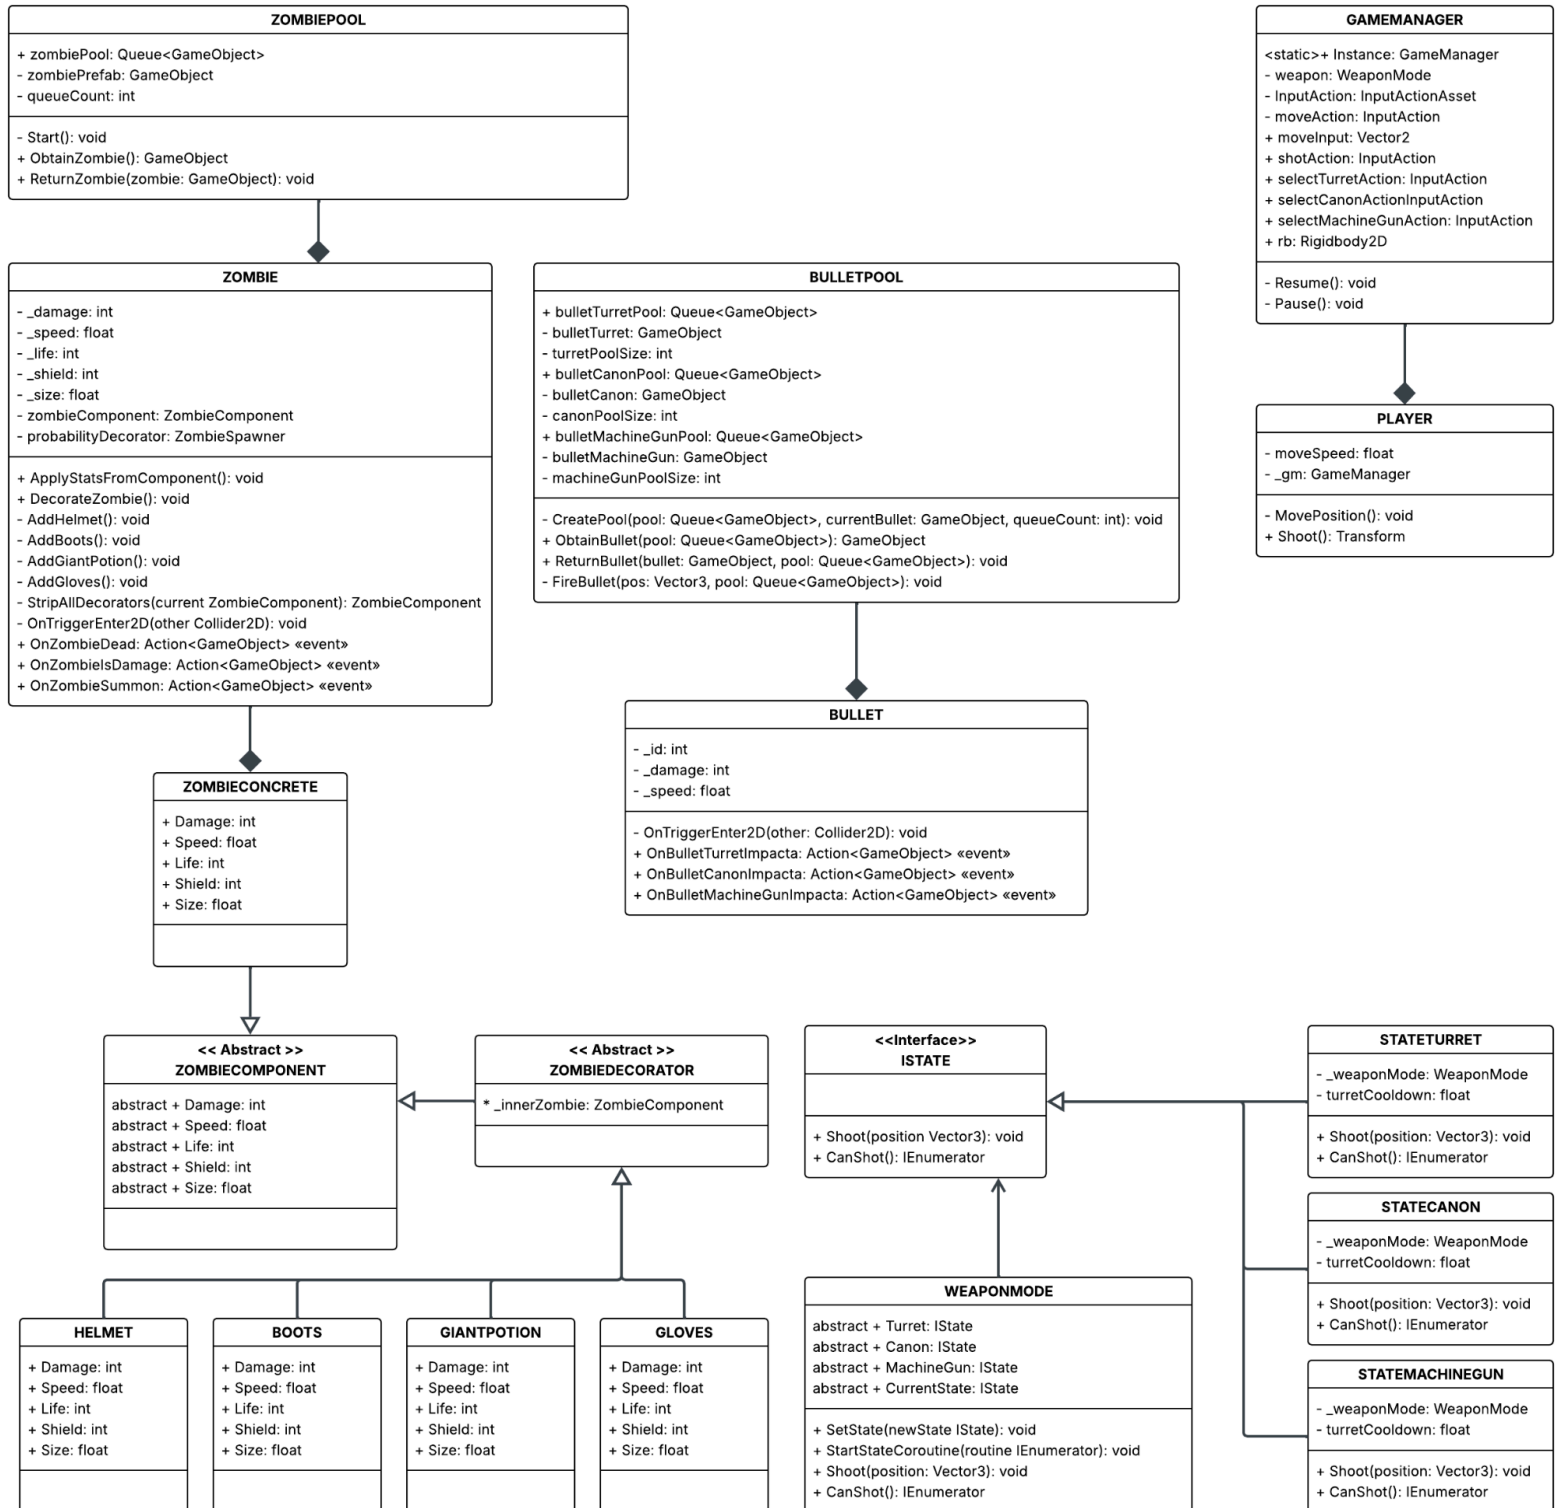 ZOMBIEPOOL
+ zombiePool: Queue<GameObject>
- zombiePrefab: GameObject
- queueCount: int
- Start(): void
+ ObtainZombie(): GameObject
+ ReturnZombie(zombie: GameObject): void
GAMEMANAGER
<static>+ Instance: GameManager
- weapon: WeaponMode
- InputAction: InputActionAsset
- moveAction: InputAction
+ moveInput: Vector2
+ shotAction: InputAction
+ selectTurretAction: InputAction
+ selectCanonActionInputAction
+ selectMachineGunAction: InputAction
+ rb: Rigidbody2D
- Resume(): void
- Pause(): void
ZOMBIE
- _damage: int
- _speed: float
- _life: int
- _shield: int
- _size: float
- zombieComponent: ZombieComponent
- probabilityDecorator: ZombieSpawner
+ ApplyStatsFromComponent(): void
+ DecorateZombie(): void
- AddHelmet(): void
- AddBoots(): void
- AddGiantPotion(): void
- AddGloves(): void
- StripAllDecorators(current ZombieComponent): ZombieComponent
- OnTriggerEnter2D(other Collider2D): void
+ OnZombieDead: Action<GameObject> «event»
+ OnZombieIsDamage: Action<GameObject> «event»
+ OnZombieSummon: Action<GameObject> «event»
BULLETPOOL
+ bulletTurretPool: Queue<GameObject>
- bulletTurret: GameObject
- turretPoolSize: int
+ bulletCanonPool: Queue<GameObject>
- bulletCanon: GameObject
- canonPoolSize: int
+ bulletMachineGunPool: Queue<GameObject>
- bulletMachineGun: GameObject
- machineGunPoolSize: int
- CreatePool(pool: Queue<GameObject>, currentBullet: GameObject, queueCount: int): void
+ ObtainBullet(pool: Queue<GameObject>): GameObject
+ ReturnBullet(bullet: GameObject, pool: Queue<GameObject>): void
- FireBullet(pos: Vector3, pool: Queue<GameObject>): void
PLAYER
- moveSpeed: float
- _gm: GameManager
- MovePosition(): void
+ Shoot(): Transform
BULLET
- _id: int
- _damage: int
- _speed: float
- OnTriggerEnter2D(other: Collider2D): void
+ OnBulletTurretImpacta: Action<GameObject> «event»
+ OnBulletCanonImpacta: Action<GameObject> «event»
+ OnBulletMachineGunImpacta: Action<GameObject> «event»
ZOMBIECONCRETE
+ Damage: int
+ Speed: float
+ Life: int
+ Shield: int
+ Size: float
<< Abstract >>
ZOMBIECOMPONENT
abstract + Damage: int
abstract + Speed: float
abstract + Life: int
abstract + Shield: int
abstract + Size: float
<< Abstract >>
ZOMBIEDECORATOR
* _innerZombie: ZombieComponent
<<Interface>>
ISTATE
+ Shoot(position Vector3): void
+ CanShot(): IEnumerator
STATETURRET
- _weaponMode: WeaponMode
- turretCooldown: float
+ Shoot(position: Vector3): void
+ CanShot(): IEnumerator
STATECANON
- _weaponMode: WeaponMode
- turretCooldown: float
+ Shoot(position: Vector3): void
+ CanShot(): IEnumerator
STATEMACHINEGUN
- _weaponMode: WeaponMode
- turretCooldown: float
+ Shoot(position: Vector3): void
+ CanShot(): IEnumerator
HELMET
+ Damage: int
+ Speed: float
+ Life: int
+ Shield: int
+ Size: float
BOOTS
+ Damage: int
+ Speed: float
+ Life: int
+ Shield: int
+ Size: float
GIANTPOTION
+ Damage: int
+ Speed: float
+ Life: int
+ Shield: int
+ Size: float
GLOVES
+ Damage: int
+ Speed: float
+ Life: int
+ Shield: int
+ Size: float
WEAPONMODE
abstract + Turret: IState
abstract + Canon: IState
abstract + MachineGun: IState
abstract + CurrentState: IState
+ SetState(newState IState): void
+ StartStateCoroutine(routine IEnumerator): void
+ Shoot(position: Vector3): void
+ CanShot(): IEnumerator